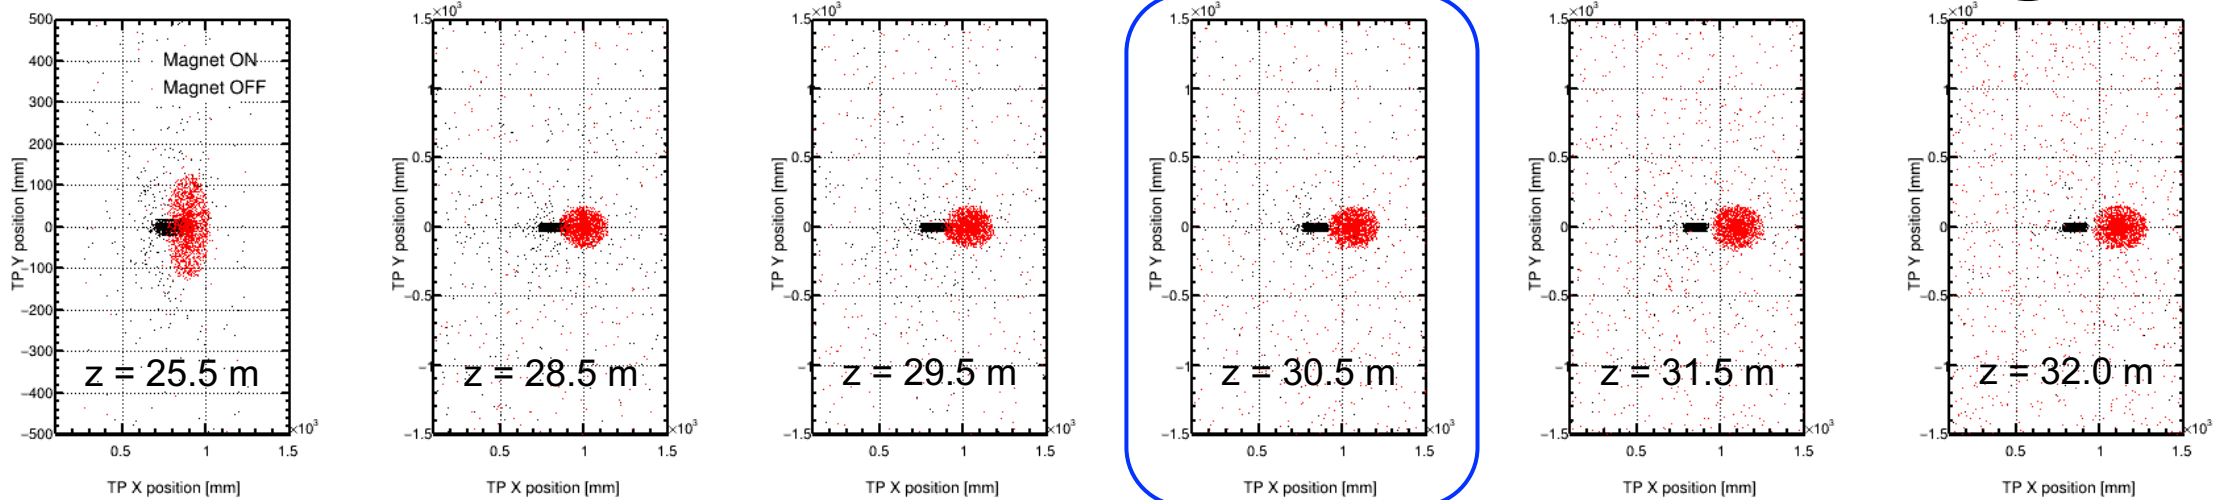 500
400
Magnet ON
Magnet OFF
300
200
100
0
−100
−200
−300
z = 25.5 m
−400
−500
×10³
0.5 1 1.5
TP Y position [mm]
TP X position [mm]
×10³
1.5
1
0.5
0
−0.5
−1
z = 28.5 m
−1.5
×10³
0.5 1 1.5
TP Y position [mm]
TP X position [mm]
×10³
1.5
1
0.5
0
−0.5
−1
z = 29.5 m
−1.5
×10³
0.5 1 1.5
TP Y position [mm]
TP X position [mm]
×10³
1.5
1
0.5
0
−0.5
−1
z = 30.5 m
−1.5
×10³
0.5 1 1.5
TP Y position [mm]
TP X position [mm]
×10³
1.5
1
0.5
0
−0.5
−1
z = 31.5 m
−1.5
×10³
0.5 1 1.5
TP Y position [mm]
TP X position [mm]
×10³
1.5
1
0.5
0
−0.5
−1
z = 32.0 m
−1.5
×10³
0.5 1 1.5
TP Y position [mm]
TP X position [mm]